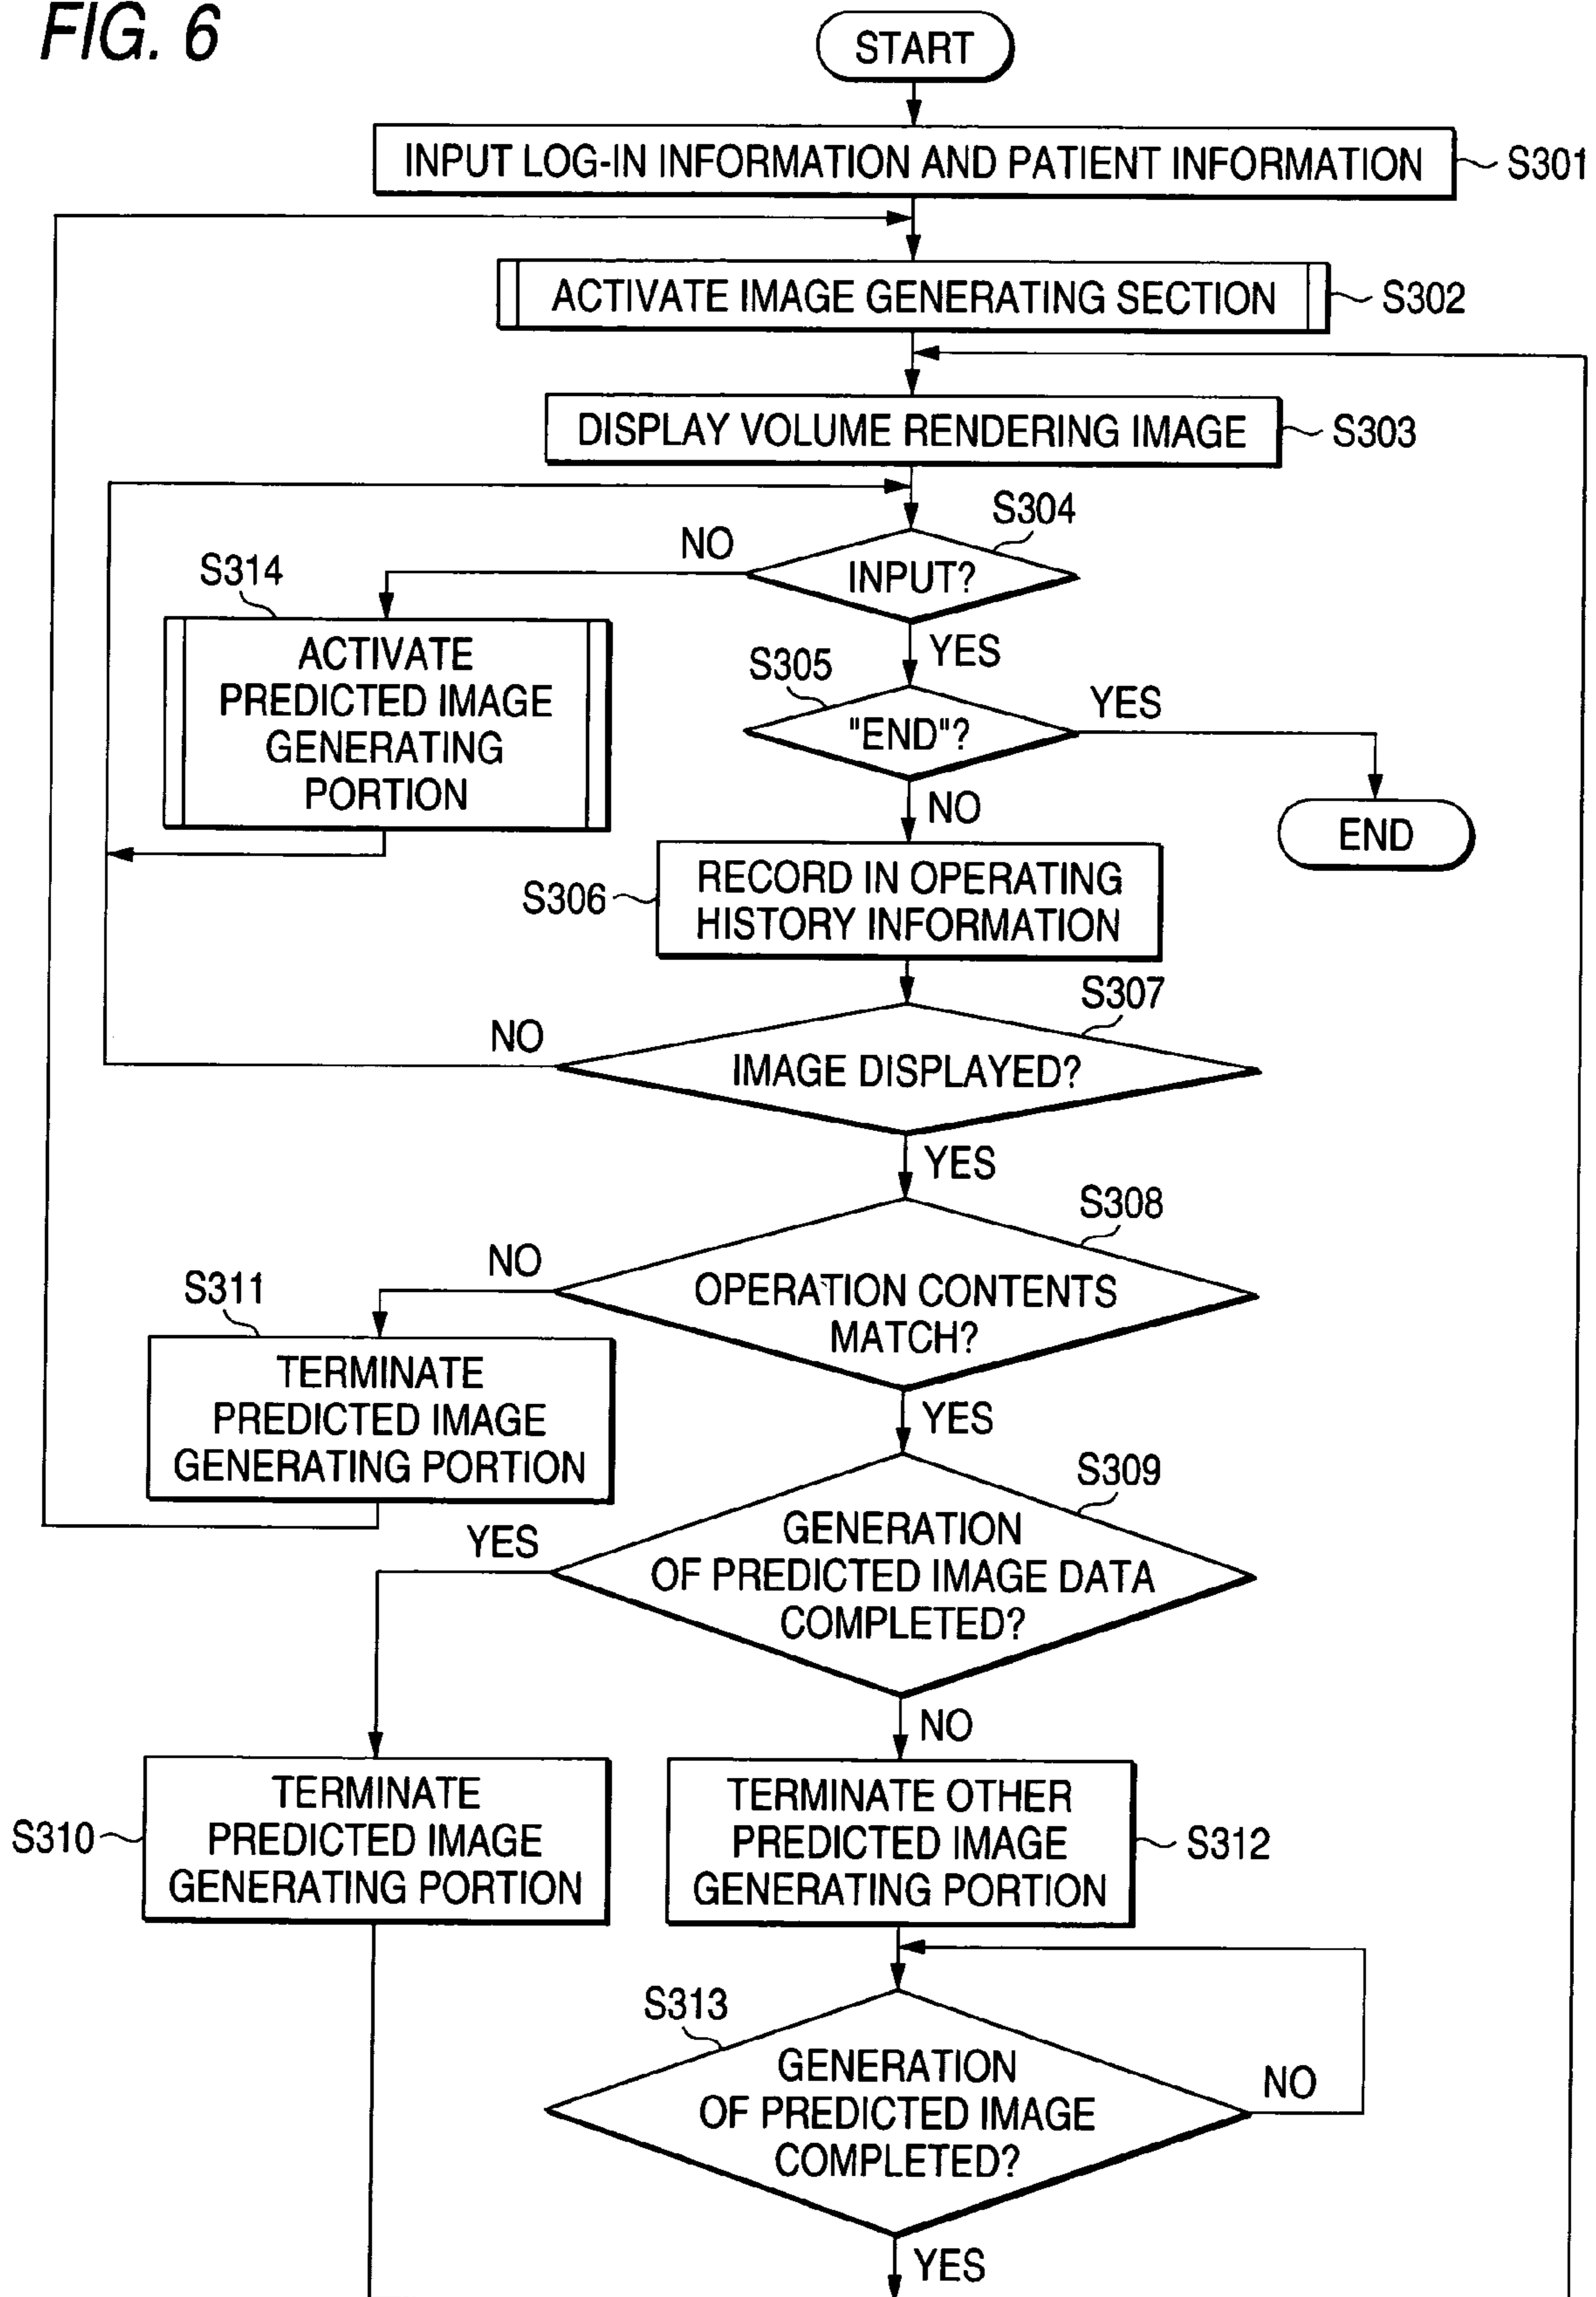 FIG. 6
START
INPUT LOG-IN INFORMATION AND PATIENT INFORMATION
S301
ACTIVATE IMAGE GENERATING SECTION
S302
DISPLAY VOLUME RENDERING IMAGE
S303
S304
NO
INPUT?
YES
S314
ACTIVATE
PREDICTED IMAGE
GENERATING
PORTION
S305
"END"?
YES
END
NO
S306
RECORD IN OPERATING
HISTORY INFORMATION
S307
NO
IMAGE DISPLAYED?
YES
S308
NO
OPERATION CONTENTS
MATCH?
YES
S311
TERMINATE
PREDICTED IMAGE
GENERATING PORTION
S309
YES
GENERATION
OF PREDICTED IMAGE DATA
COMPLETED?
NO
S310
TERMINATE
PREDICTED IMAGE
GENERATING PORTION
TERMINATE OTHER
PREDICTED IMAGE
GENERATING PORTION
S312
S313
GENERATION
OF PREDICTED IMAGE
COMPLETED?
NO
YES